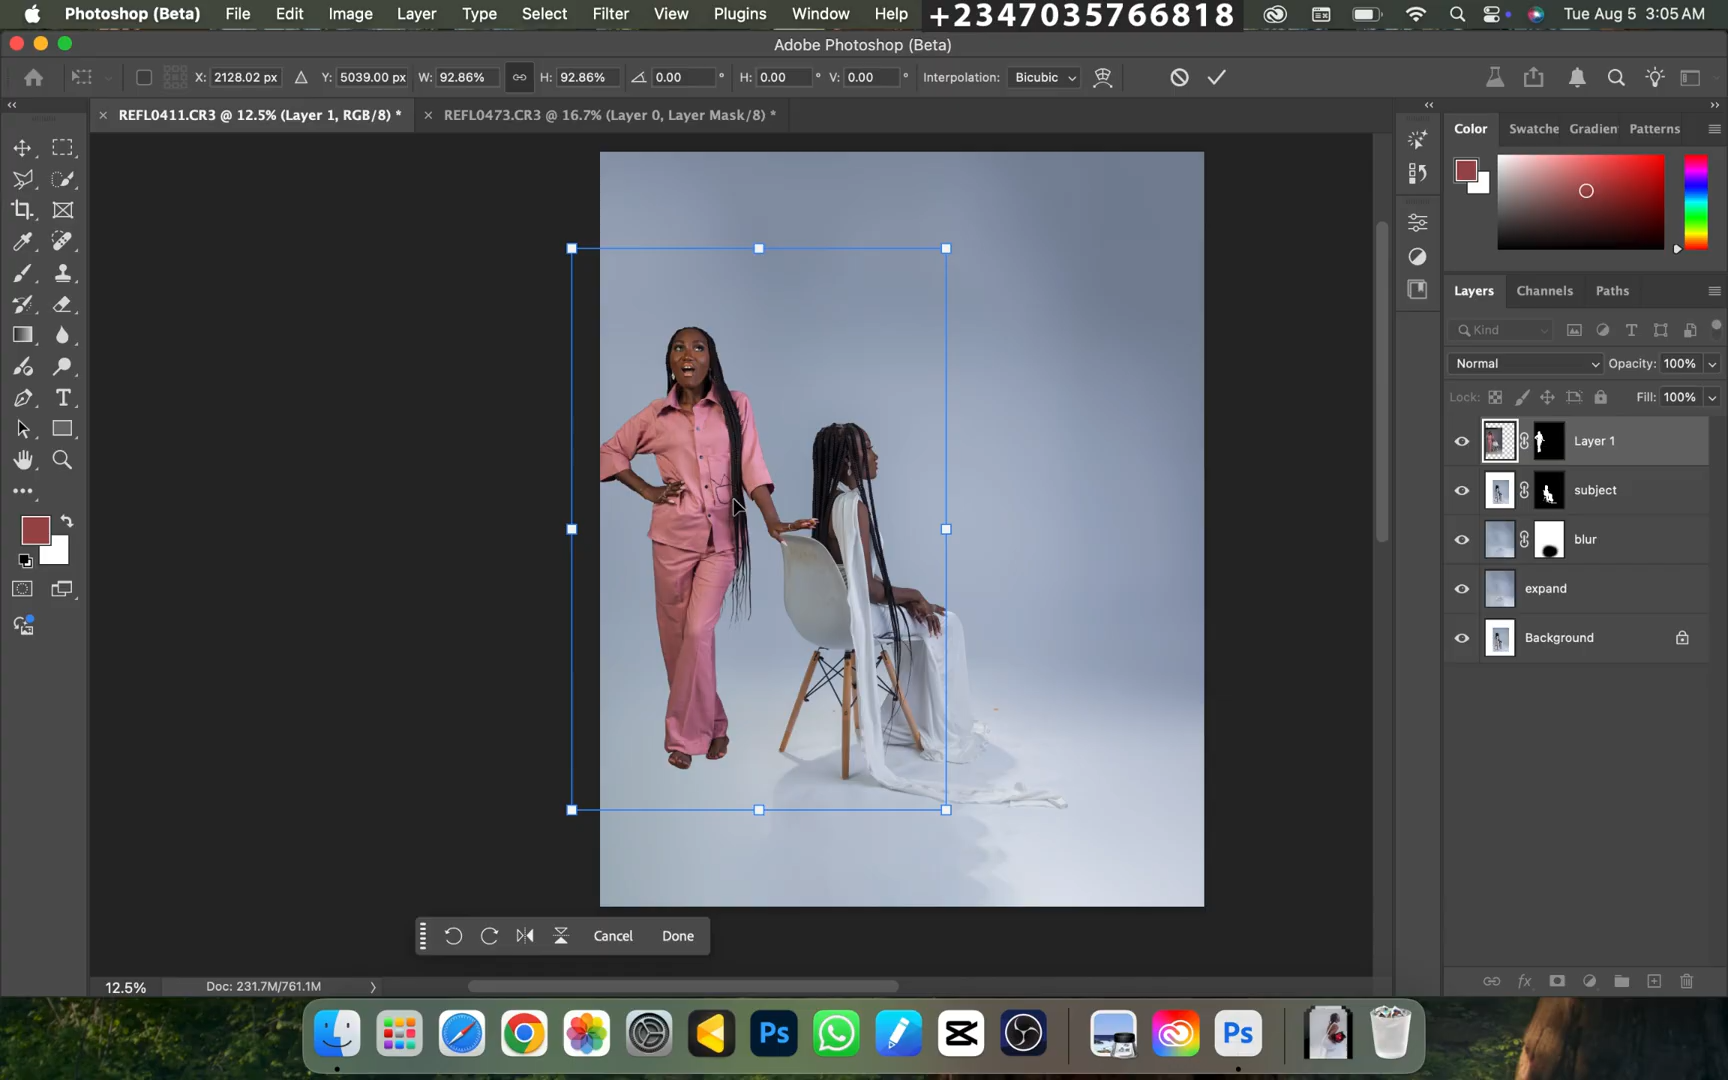 Photoshop (Beta) File Edit Image Layer Type Select Filter View Plugins Window Help +2347035766818 Tue Aug 5 3:05 AM
Adobe Photoshop (Beta)
X: 2128.02 px Y: 5039.00 px W: 92.86% H: 92.86% 0.00 ° H: 0.00 ° V: 0.00 ° Interpolation: Bicubic
REFL0411.CR3 @ 12.5% (Layer 1, RGB/8) * REFL0473.CR3 @ 16.7% (Layer 0, Layer Mask/8) *
Color Swatche Gradien Patterns
Layers Channels Paths
Kind
Normal Opacity: 100%
Lock: Fill: 100%
Layer 1
subject
blur
expand
Background
Cancel Done
12.5% Doc: 231.7M/761.1M
Ps Ps